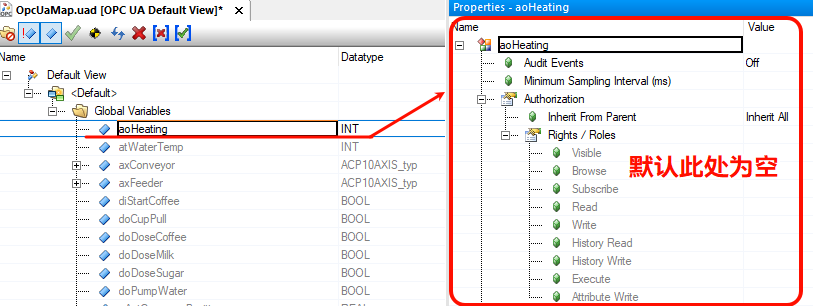 OpcUaMap.uad [OPC UA Default View]*
Name
Datatype
Default View
<Default>
Global Variables
aoHeating
INT
atWaterTemp
INT
axConveyor
ACP10AXIS_typ
axFeeder
ACP10AXIS_typ
diStartCoffee
BOOL
doCupPull
BOOL
doDoseCoffee
BOOL
doDoseMilk
BOOL
doDoseSugar
BOOL
doPumpWater
BOOL
Properties - aoHeating
Name
Value
aoHeating
Audit Events
Off
Minimum Sampling Interval (ms)
Authorization
Inherit From Parent
Inherit All
Rights / Roles
Visible
Browse
Subscribe
Read
Write
History Read
History Write
Execute
Attribute Write
默认此处为空